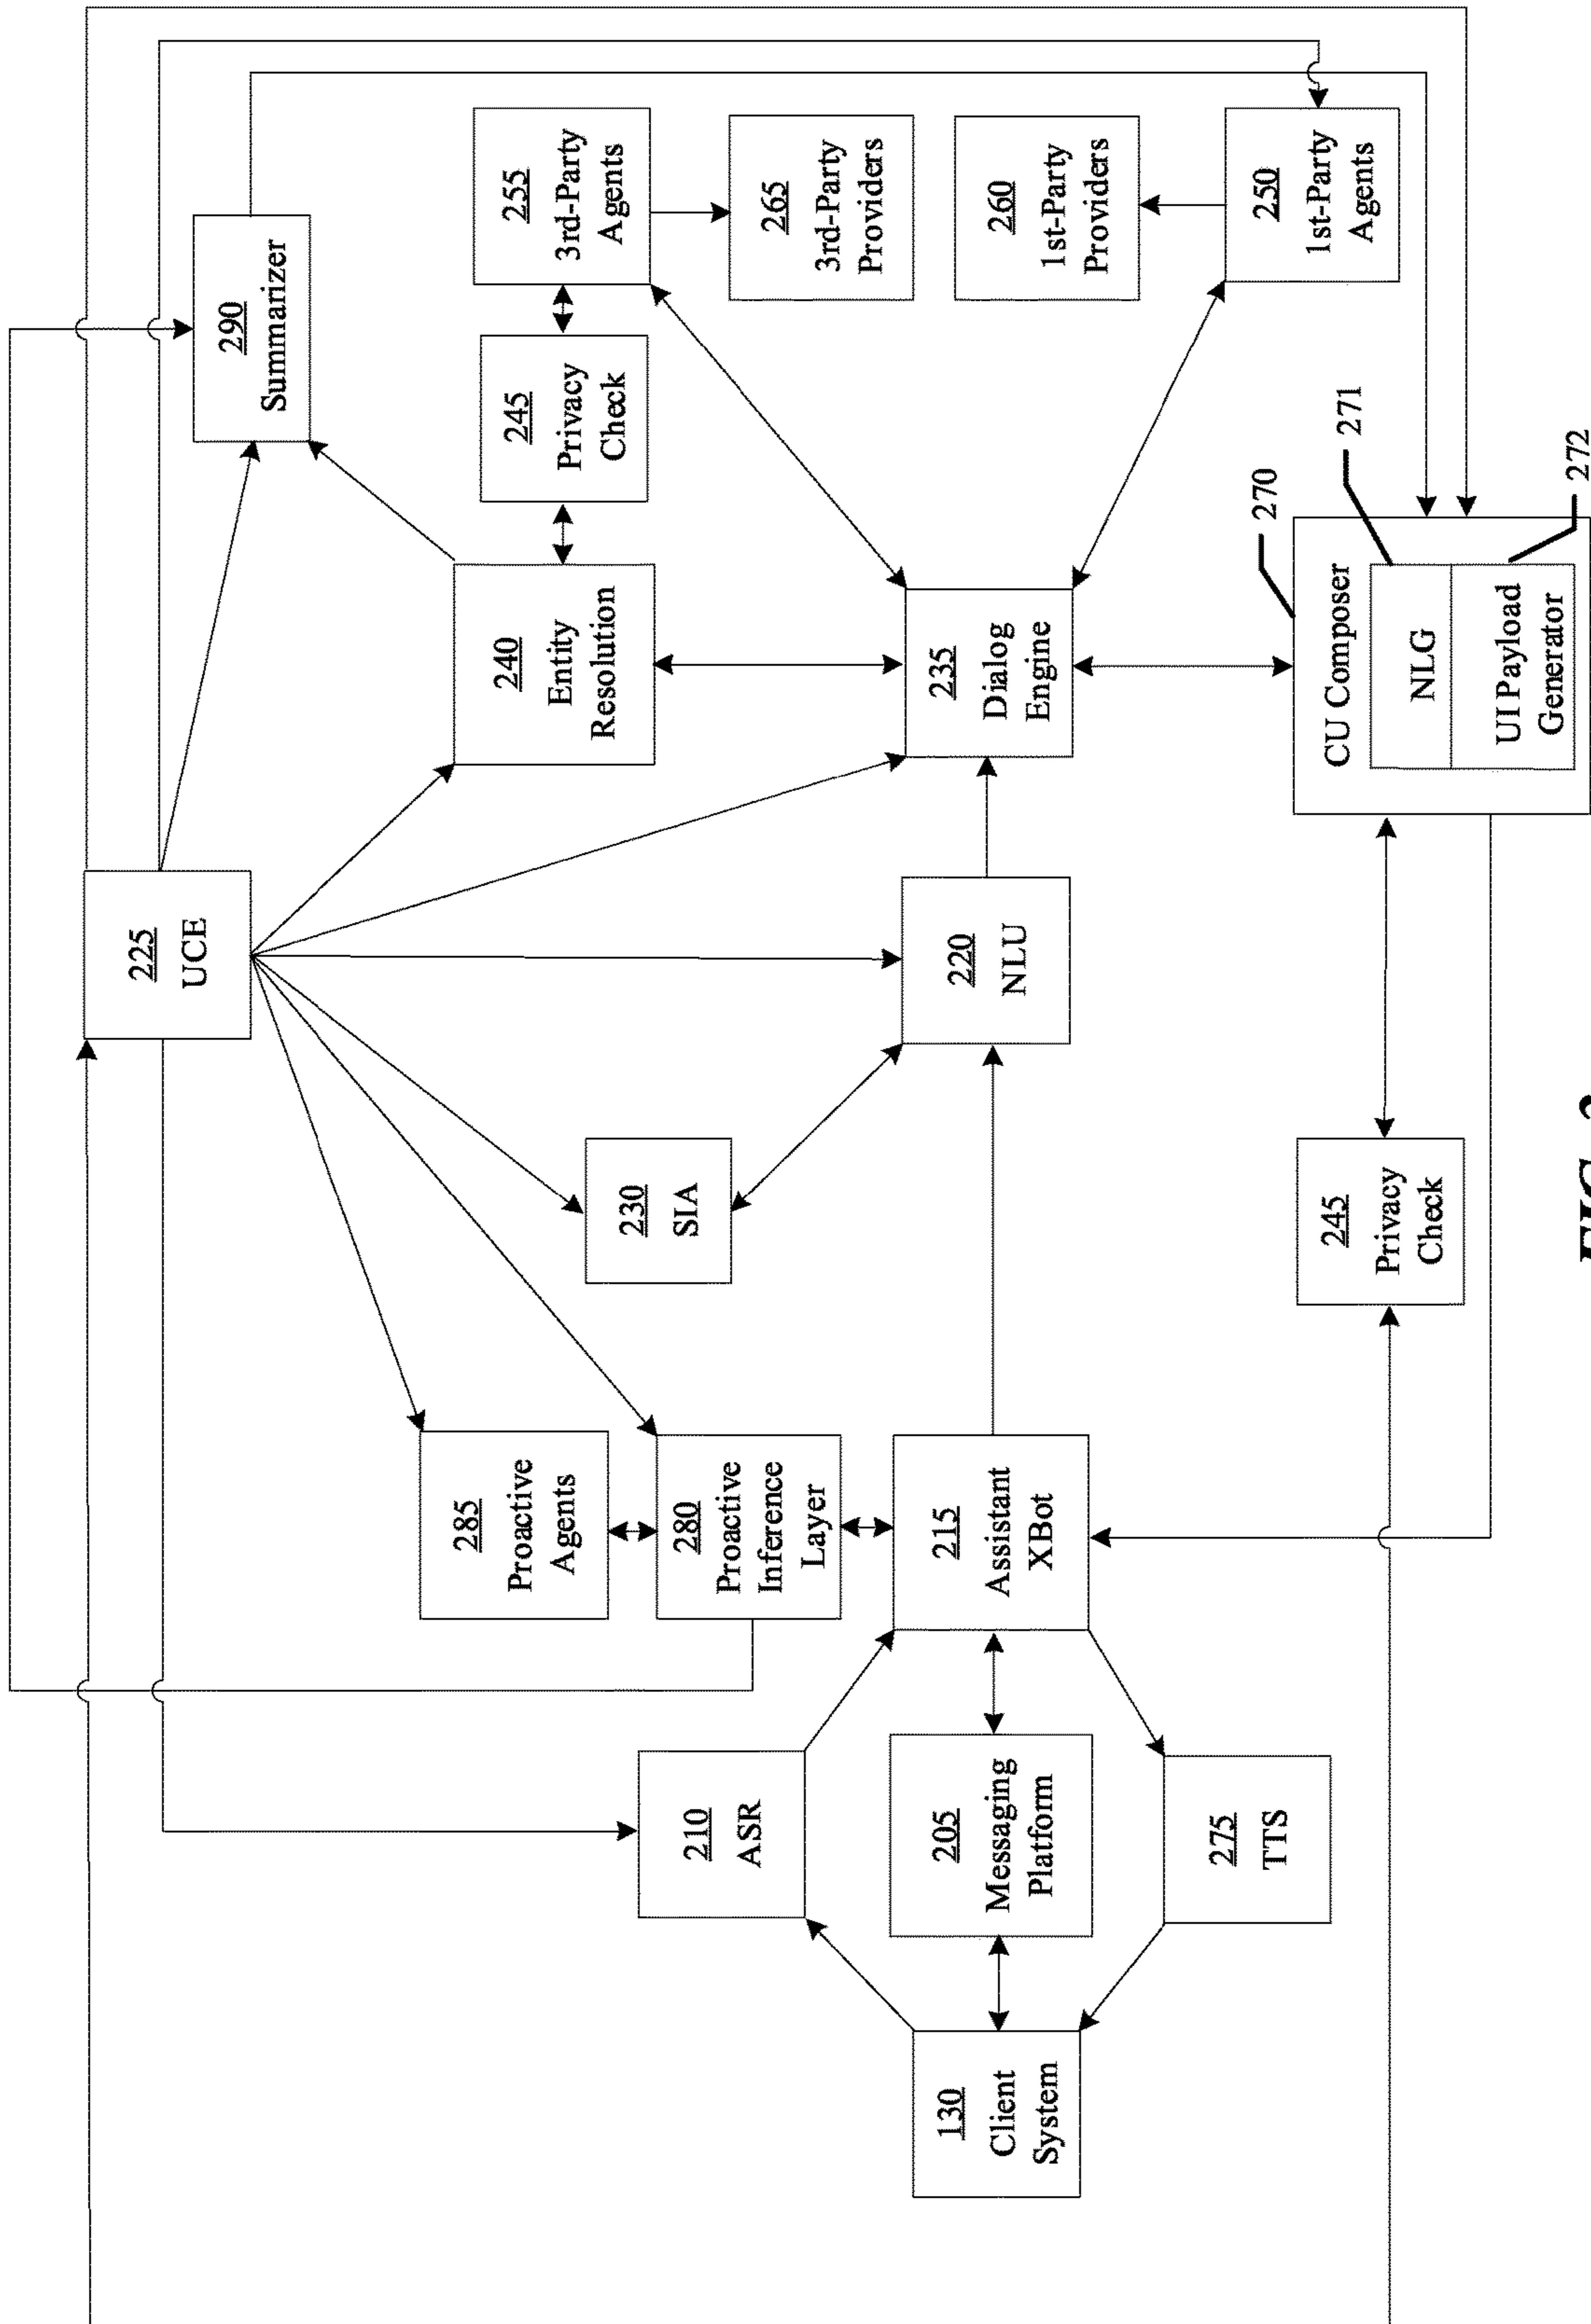 225
UCE
290
Summarizer
285
Proactive
Agents
240
Entity
Resolution
245
Privacy
Check
255
3rd-Party
Agents
210
ASR
280
Proactive
Inference
Layer
230
SIA
265
3rd-Party
Providers
130
Client
System
205
Messaging
Platform
215
Assistant
XBot
220
NLU
235
Dialog
Engine
260
1st-Party
Providers
275
TTS
250
1st-Party
Agents
245
Privacy
Check
270
CU Composer
271
NLG
UI Payload
Generator
272
FIG. 2